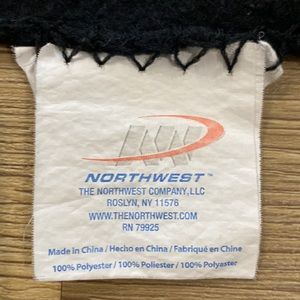 NORTHWEST™
THE NORTHWEST COMPANY, LLC
ROSLYN, NY 11576
WWW.THENORTHWEST.COM
RN 79925
Made in China / Hecho en China / Fabriqué en Chine
100% Polyester / 100% Poliester / 100% Polyaster